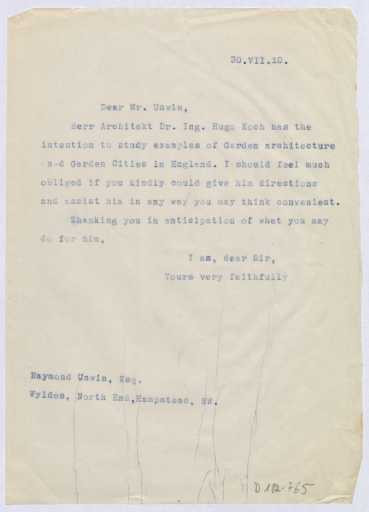 30.VII.10.
Dear Mr. Unwin,
Herr Architekt Dr. Ing. Hugo Koch has the
intention to study examples of Garden architecture
and Garden Cities in England. I should feel much
obliged if you kindly could give him directions
and assist him in any way you may think convenient.
Thanking you in anticipation of what you may
do for him,
I am, dear Sir,
Yours very faithfully
Raymond Unwin, Esq.
Wyldes, North End,Hampstead, NW.